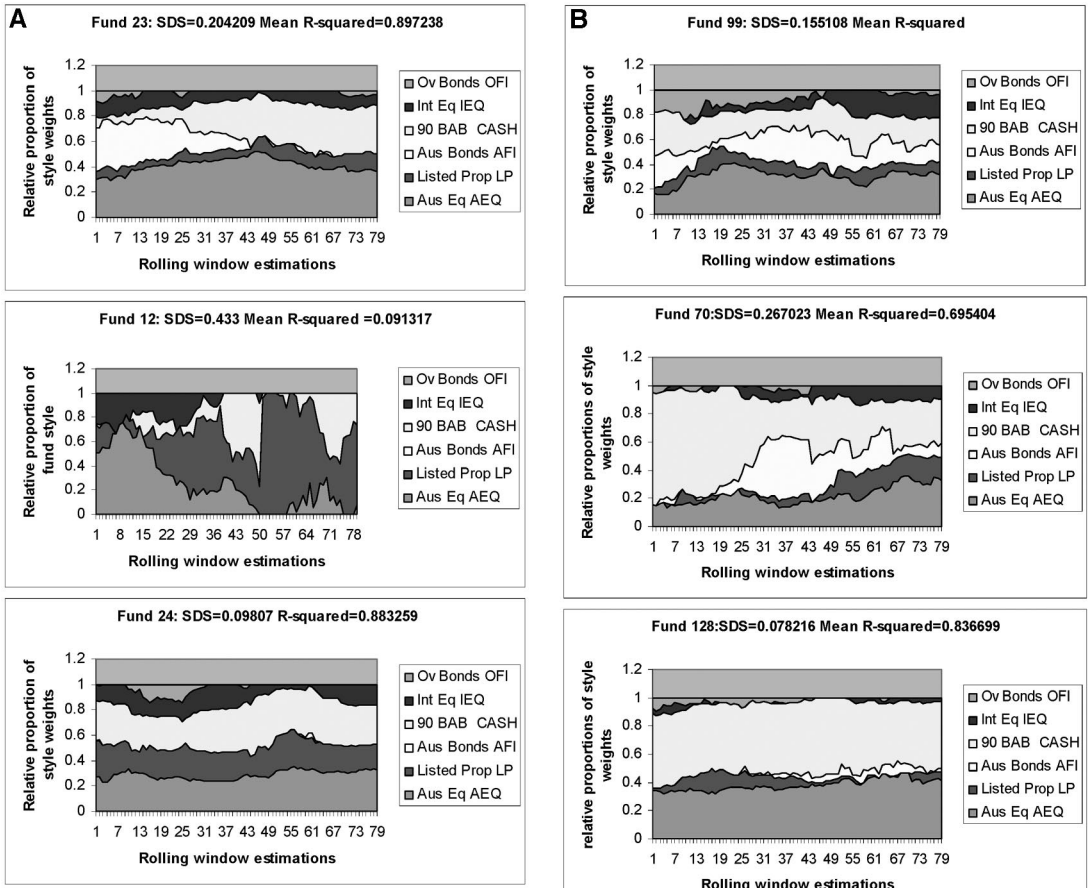 A
Fund 23: SDS=0.204209 Mean R-squared=0.897238
Relative proportion of
style weights
1.2
1
0.8
0.6
0.4
0.2
0
1 7 13 19 25 31 37 43 49 55 61 67 73 79
Rolling window estimations
Ov Bonds OFI
Int Eq IEQ
90 BAB CASH
Aus Bonds AFI
Listed Prop LP
Aus Eq AEQ
Fund 12: SDS=0.433 Mean R-squared =0.091317
Relative proportion of
fund style
1.2
1
0.8
0.6
0.4
0.2
0
1 8 15 22 29 36 43 50 57 64 71 78
Rolling window estimations
Ov Bonds OFI
Int Eq IEQ
90 BAB CASH
Aus Bonds AFI
Listed Prop LP
Aus Eq AEQ
Fund 24: SDS=0.09807 R-squared=0.883259
Relative proportion of
style weights
1.2
1
0.8
0.6
0.4
0.2
0
1 7 13 19 25 31 37 43 49 55 61 67 73 79
Rolling window estimations
Ov Bonds OFI
Int Eq IEQ
90 BAB CASH
Aus Bonds AFI
Listed Prop LP
Aus Eq AEQ
B
Fund 99: SDS=0.155108 Mean R-squared
Relative proportion of
style weights
1.2
1
0.8
0.6
0.4
0.2
0
1 7 13 19 25 31 37 43 49 55 61 67 73 79
Rolling window estimations
Ov Bonds OFI
Int Eq IEQ
90 BAB CASH
Aus Bonds AFI
Listed Prop LP
Aus Eq AEQ
Fund 70:SDS=0.267023 Mean R-squared=0.695404
Relative proportions of style
weights
1.2
1
0.8
0.6
0.4
0.2
0
1 7 13 19 25 31 37 43 49 55 61 67 73 79
Rolling window estimations
Ov Bonds OFI
Int Eq IEQ
90 BAB CASH
Aus Bonds AFI
Listed Prop LP
Aus Eq AEQ
Fund 128:SDS=0.078216 Mean R-squared=0.836699
relative proportions of style
weights
1.2
1
0.8
0.6
0.4
0.2
0
1 7 13 19 25 31 37 43 49 55 61 67 73 79
Rolling window estimations
Ov Bonds OFI
Int Eq IEQ
90 BAB CASH
Aus Bonds AFI
Listed Prop LP
Aus Eq AEQ